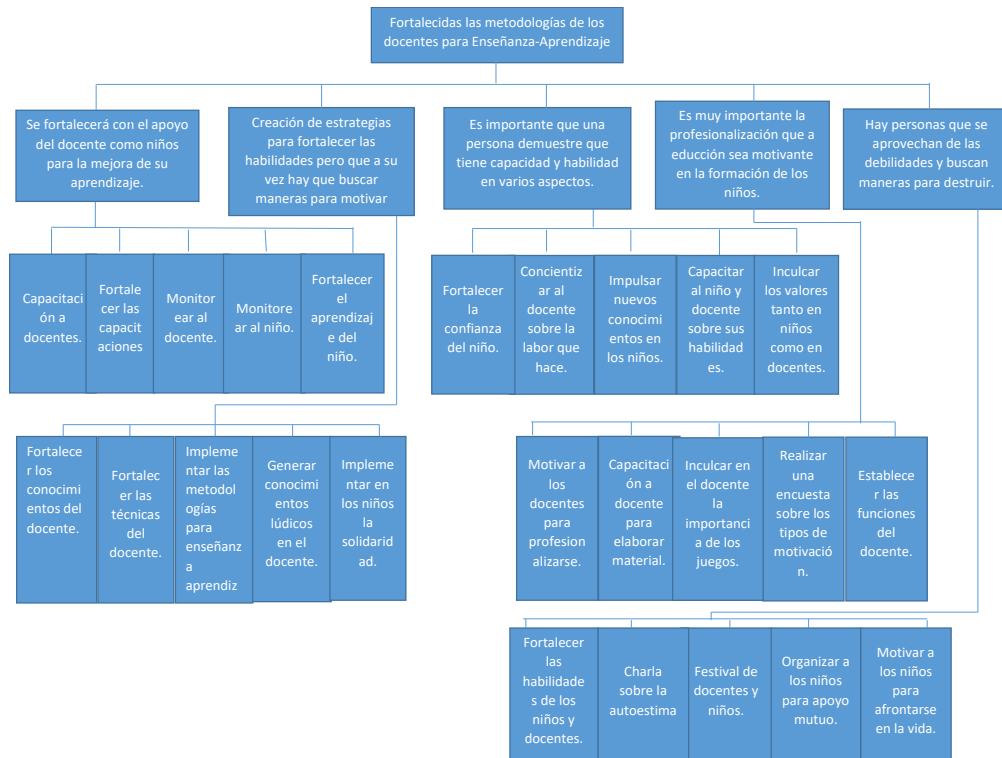 Fortalecidas las metodologías de los
docentes para Enseñanza-Aprendizaje
Se fortalecerá con el apoyo
del docente como niños
para la mejora de su
aprendizaje.
Creación de estrategias
para fortalecer las
habilidades pero que a su
vez hay que buscar
maneras para motivar
Es importante que una
persona demuestre que
tiene capacidad y habilidad
en varios aspectos.
Es muy importante la
profesionalización que a
educción sea motivante
en la formación de los
niños.
Hay personas que se
aprovechan de las
debilidades y buscan
maneras para destruir.
Capacitaci
ón a
docentes.
Fortale
cer las
capacit
aciones
Monitor
ear al
docente.
Monitore
ar al niño.
Fortalecer
el
aprendizaj
e del
niño.
Fortalecer
la
confianza
del niño.
Concientiz
ar al
docente
sobre la
labor que
hace.
Impulsar
nuevos
conocimi
entos en
los niños.
Capacitar
al niño y
docente
sobre sus
habilidad
es.
Inculcar
los valores
tanto en
niños
como en
docentes.
Fortalec
er los
conocimi
entos del
docente.
Fortalec
er las
técnicas
del
docente.
Impleme
ntar las
metodol
ogías
para
enseñanz
a
aprendiz
Generar
conocimi
entos
lúdicos
en el
docente.
Impleme
ntar en
los niños
la
solidarid
ad.
Motivar a
los
docentes
para
profesion
alizarse.
Capacitació
n a
docente
para
elaborar
material.
Inculcar en
el docente
la
importanci
a de los
juegos.
Realizar
una
encuesta
sobre los
tipos de
motivació
n.
Establece
r las
funciones
del
docente.
Fortalecer
las
habilidade
s de los
niños y
docentes.
Charla
sobre la
autoestima
Festival de
docentes y
niños.
Organizar a
los niños
para apoyo
mutuo.
Motivar a
los niños
para
afrontarse
en la vida.